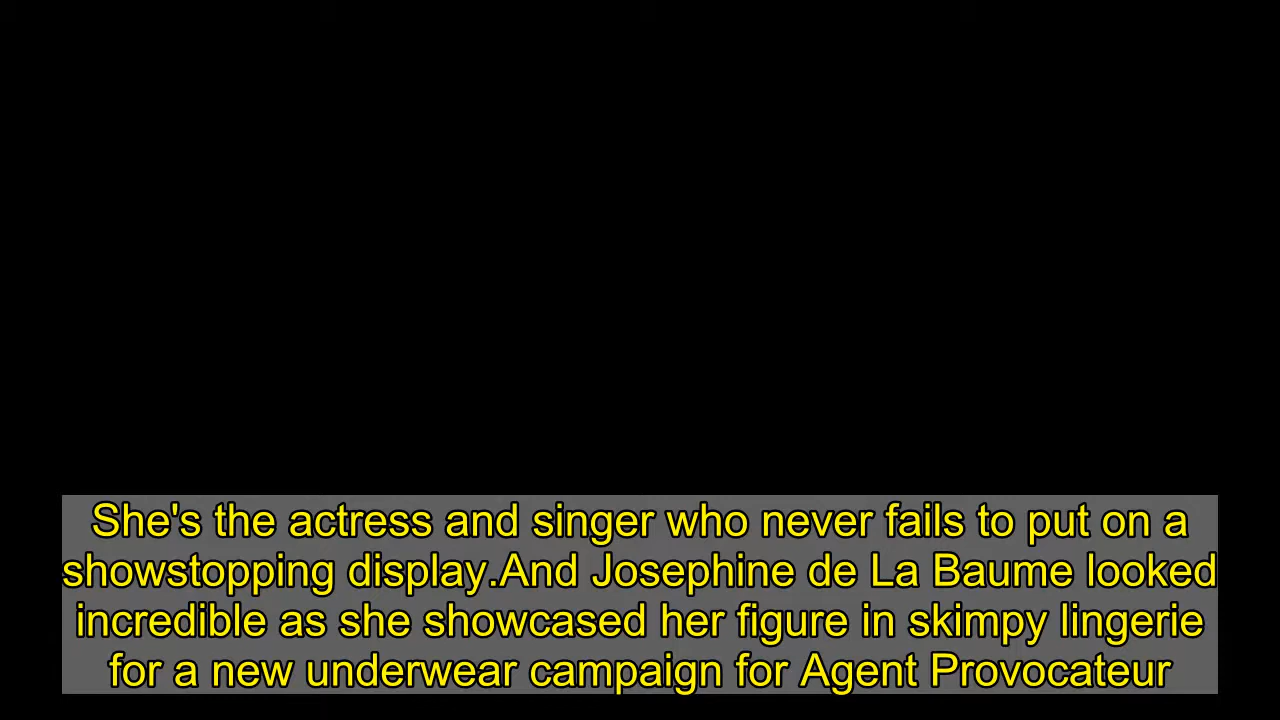 She's the actress and singer who never fails to put on a
showstopping display.And Josephine de La Baume looked
incredible as she showcased her figure in skimpy lingerie
for a new underwear campaign for Agent Provocateur